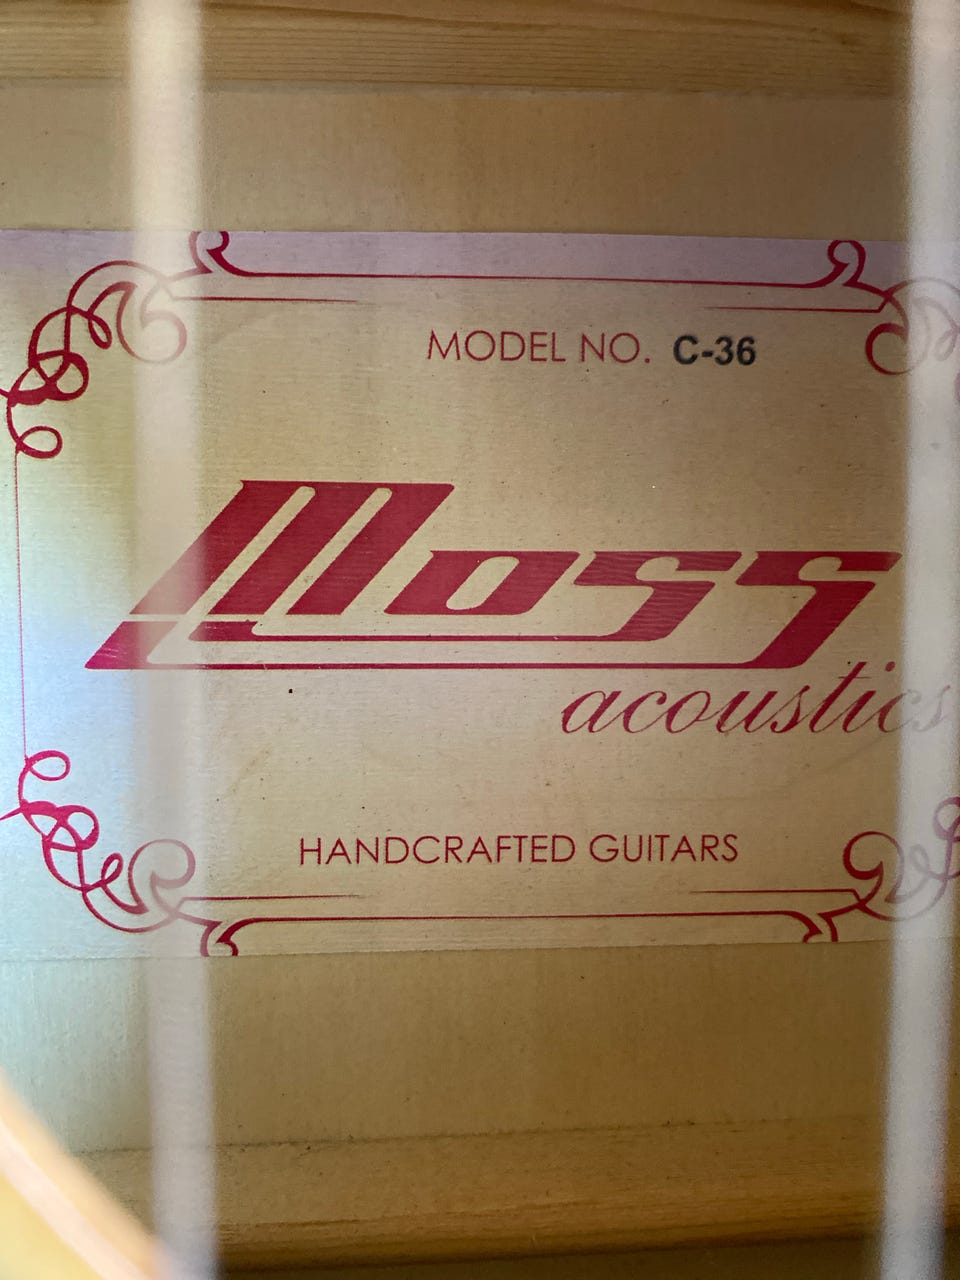 MODEL NO. C-36
Moss
acoustics
HANDCRAFTED GUITARS